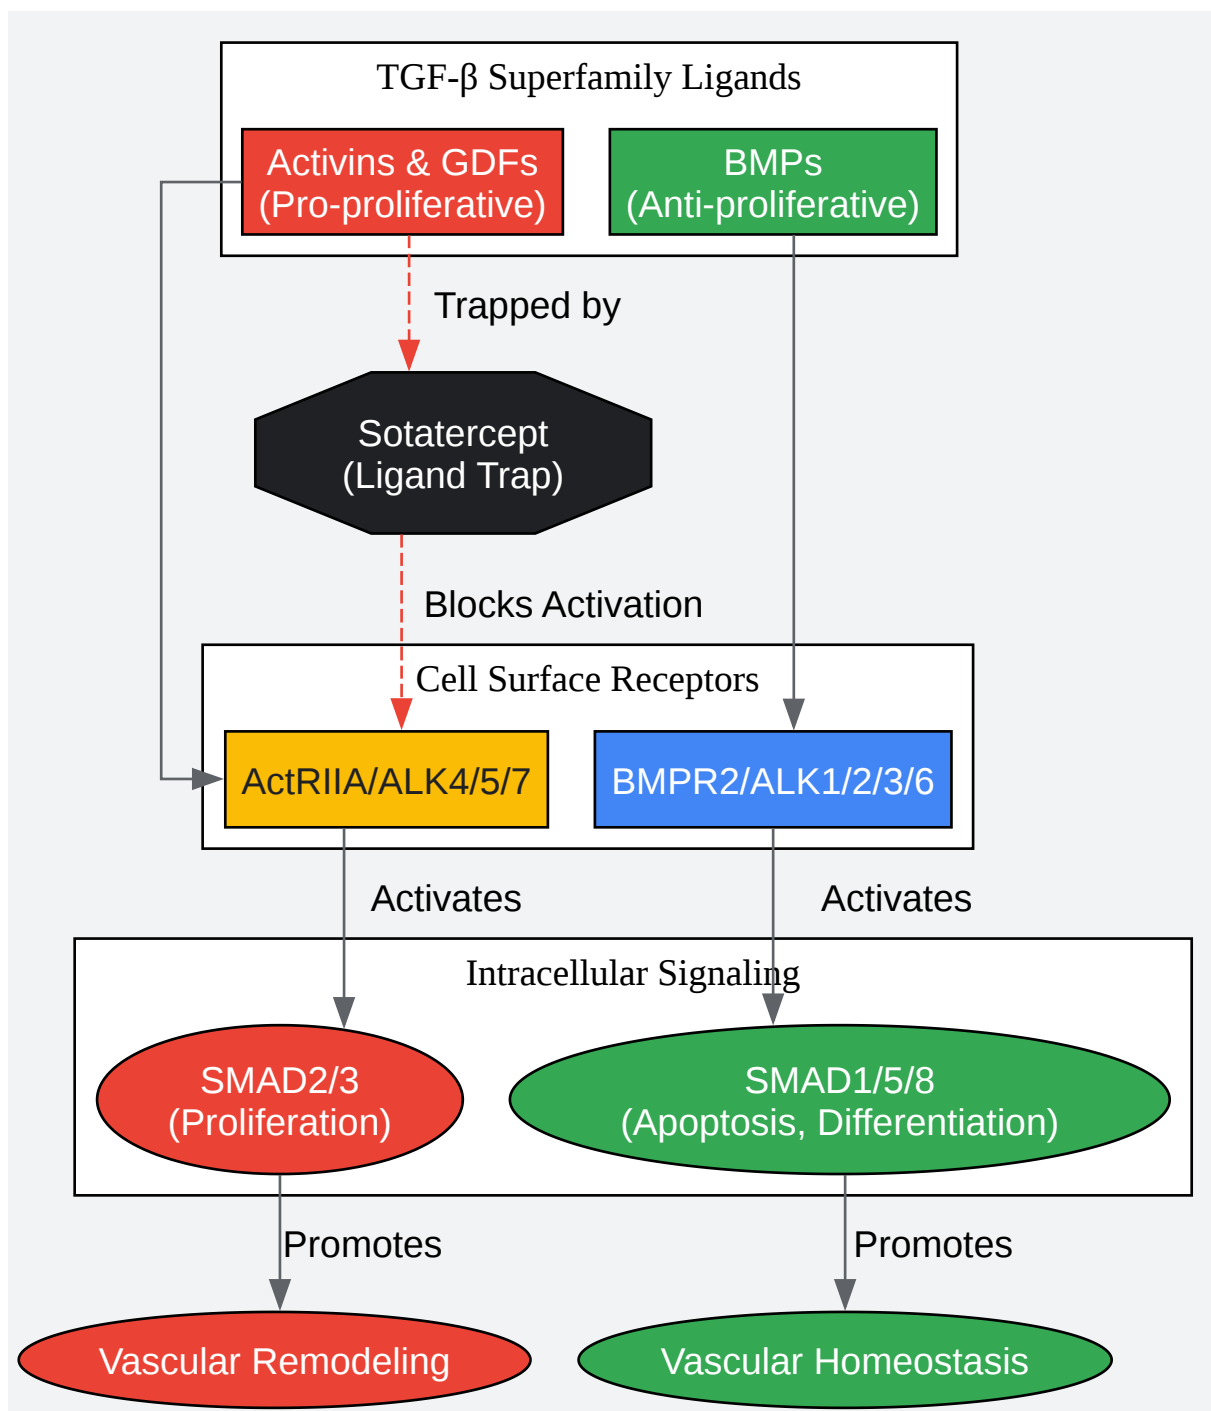 TGF-β Superfamily Ligands
Activins & GDFs
(Pro-proliferative)
BMPs
(Anti-proliferative)
Trapped by
Sotatercept
(Ligand Trap)
Blocks Activation
Cell Surface Receptors
ActRIIA/ALK4/5/7
BMPR2/ALK1/2/3/6
Activates
Activates
Intracellular Signaling
SMAD2/3
(Proliferation)
SMAD1/5/8
(Apoptosis, Differentiation)
Promotes
Promotes
Vascular Remodeling
Vascular Homeostasis